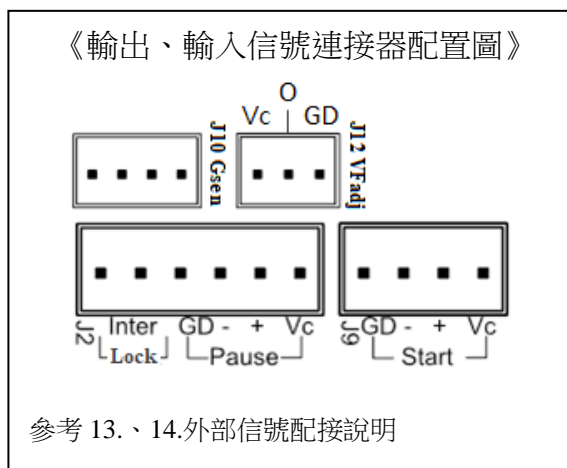 《輸出、輸入信號連接器配置圖》
O
Vc GD
J10 Gsen
J12 VFadj
J2 Inter GD - + Vc
Lock Pause
J9 GD - + Vc
Start
參考 13.、14.外部信號配接說明